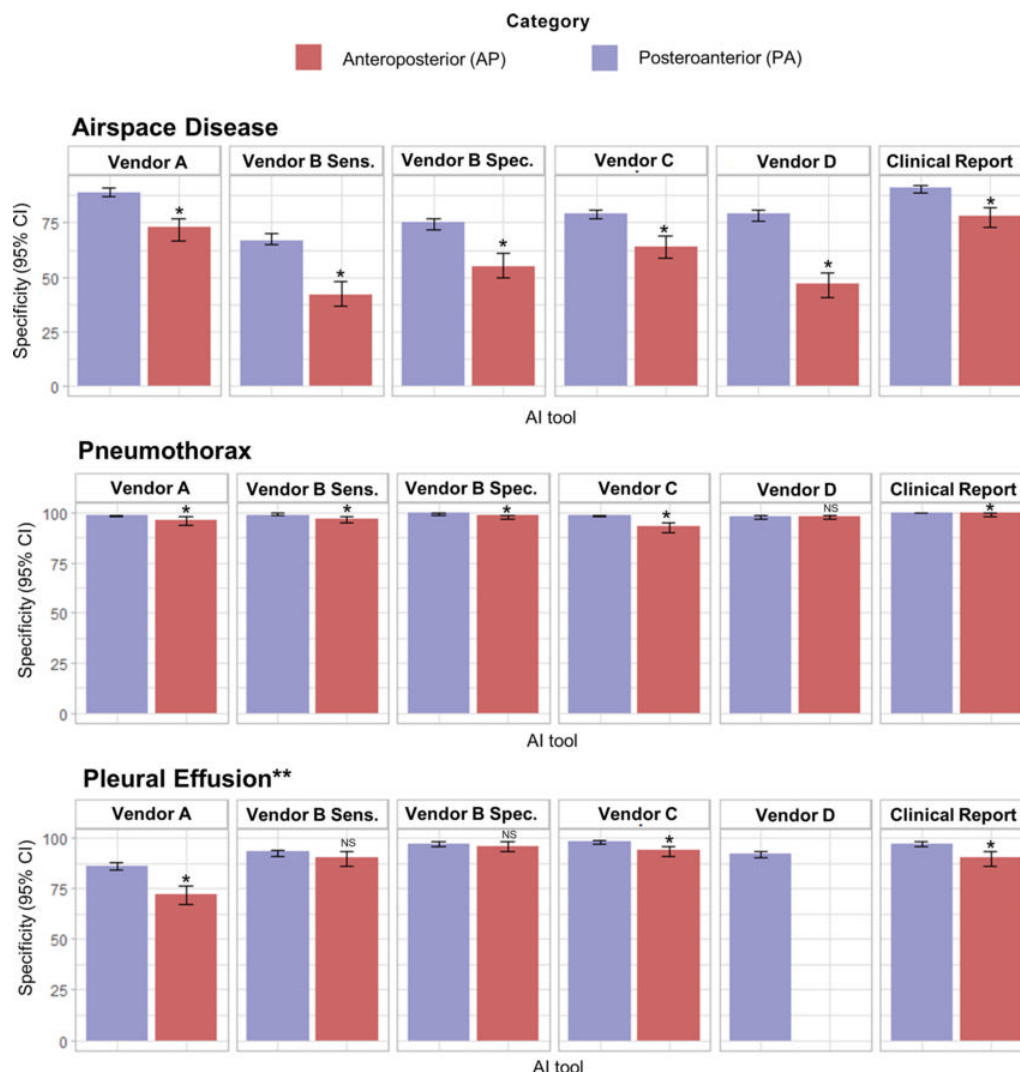 Category
Anteroposterior (AP) Posteroanterior (PA)
Airspace Disease
Vendor A Vendor B Sens. Vendor B Spec. Vendor C Vendor D Clinical Report
Specificity (95% CI)
75
50
25
0
* * * * * *
AI tool
Pneumothorax
Vendor A Vendor B Sens. Vendor B Spec. Vendor C Vendor D Clinical Report
Specificity (95% CI)
100
75
50
25
0
* * * * NS *
AI tool
Pleural Effusion**
Vendor A Vendor B Sens. Vendor B Spec. Vendor C Vendor D Clinical Report
Specificity (95% CI)
100
75
50
25
0
* NS NS * *
AI tool